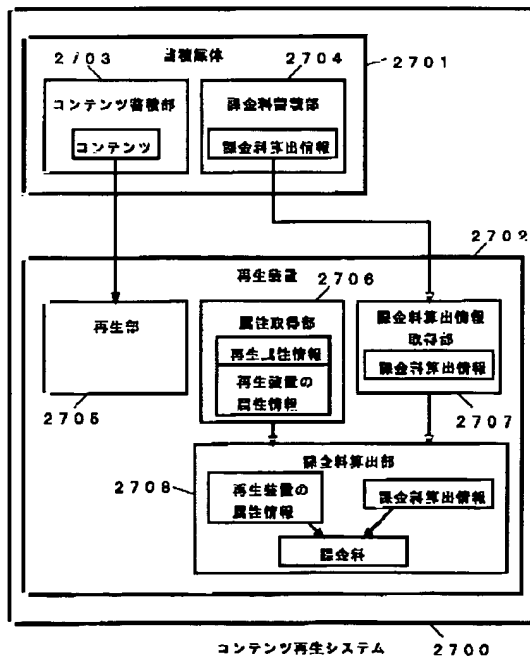 2703
蓄積媒体
2704
2701
コンテンツ蓄積部
コンテンツ
課金料蓄積部
課金料算出情報
2702
再生装置
2706
再生部
2705
属性取得部
再生属性情報
再生装置の
属性情報
課金料算出情報
取得部
課金料算出情報
2707
課金料算出部
2708
再生装置の
属性情報
課金料算出情報
課金料
コンテンツ再生システム
2700